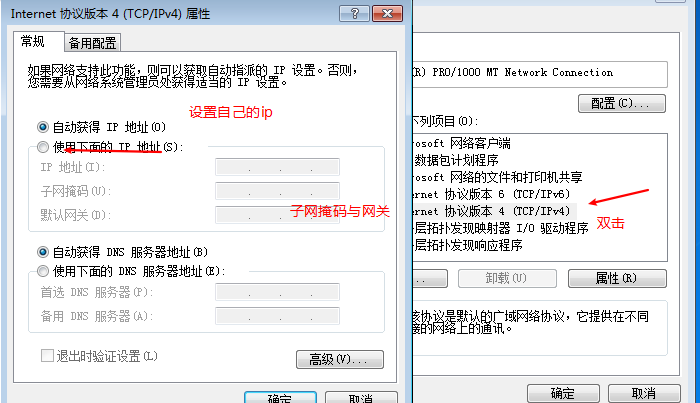 Internet 协议版本 4 (TCP/IPv4) 属性
常规
备用配置
如果网络支持此功能，则可以获取自动指派的 IP 设置。否则，
您需要从网络系统管理员处获得适当的 IP 设置。
设置自己的ip
自动获得 IP 地址(O)
使用下面的 IP 地址(S):
IP 地址(I):
子网掩码(U):
默认网关(D):
子网掩码与网关
自动获得 DNS 服务器地址(B)
使用下面的 DNS 服务器地址(E):
首选 DNS 服务器(P):
备用 DNS 服务器(A):
退出时验证设置(L)
高级(V)...
确定
取消
(R) PRO/1000 MT Network Connection
配置(C)...
下列项目(O):
rosoft 网络客户端
数据包计划程序
rosoft 网络的文件和打印机共享
ernet 协议版本 6 (TCP/IPv6)
ernet 协议版本 4 (TCP/IPv4)
层拓扑发现映射器 I/O 驱动程序
层拓扑发现响应程序
双击
...
卸载(U)
属性(R)
该协议是默认的广域网络协议，它提供在不同
接的网络上的通讯。
确定
取消